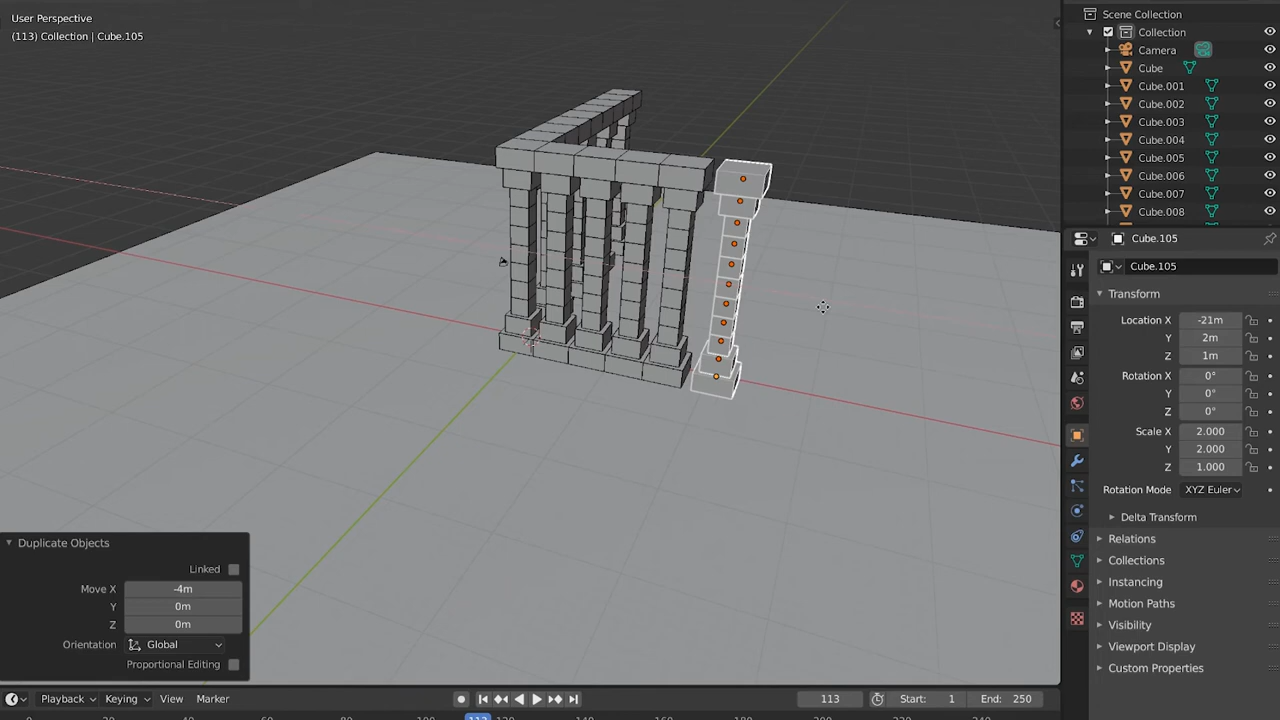 User Perspective
(113) Collection | Cube.105
Scene Collection
Collection
Camera
Cube
Cube.001
Cube.002
Cube.003
Cube.004
Cube.005
Cube.006
Cube.007
Cube.008
Cube.105
Cube.105
Transform
Location X -21m
Y 2m
Z 1m
Rotation X 0°
Y 0°
Z 0°
Scale X 2.000
Y 2.000
Z 1.000
Rotation Mode XYZ Euler
Delta Transform
Relations
Collections
Instancing
Motion Paths
Visibility
Viewport Display
Custom Properties
Duplicate Objects
Linked
Move X -4m
Y 0m
Z 0m
Orientation Global
Proportional Editing
Playback Keying View Marker 113 Start: 1 End: 250